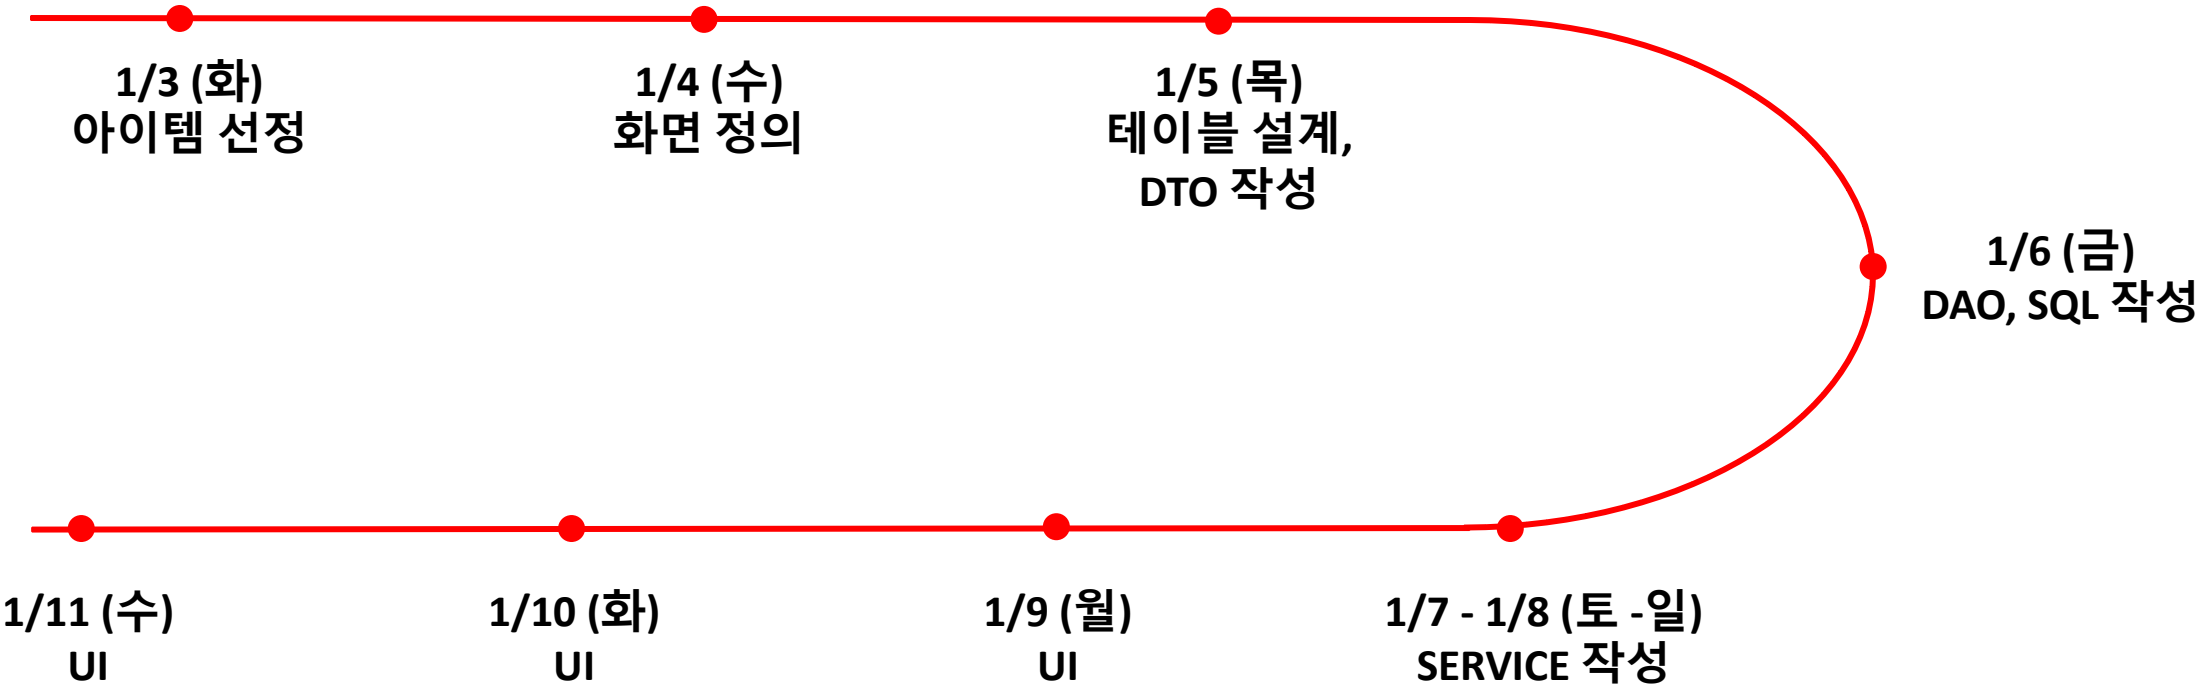 1/3 (화)
아이템 선정
1/4 (수)
화면 정의
1/5 (목)
테이블 설계,
DTO 작성
1/6 (금)
DAO, SQL 작성
1/7 - 1/8 (토 -일)
SERVICE 작성
1/9 (월)
UI
1/10 (화)
UI
1/11 (수)
UI